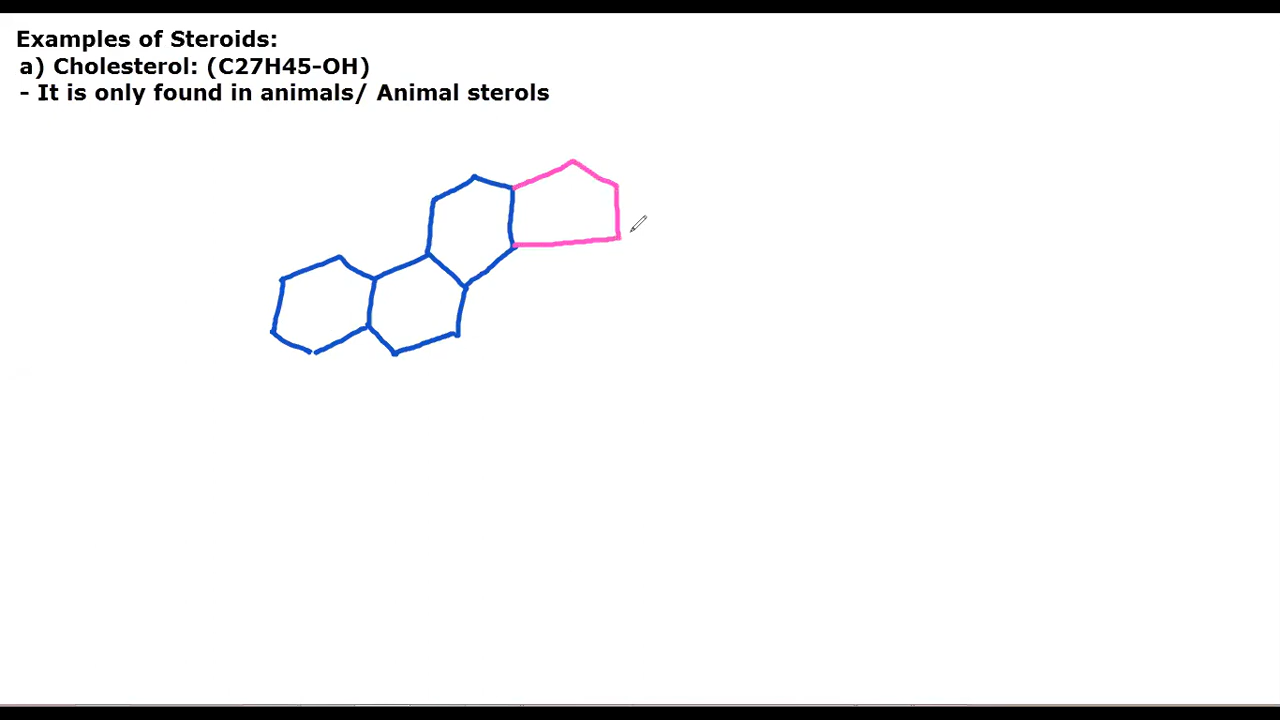 Examples of Steroids:
a) Cholesterol: (C27H45-OH)
- It is only found in animals/ Animal sterols